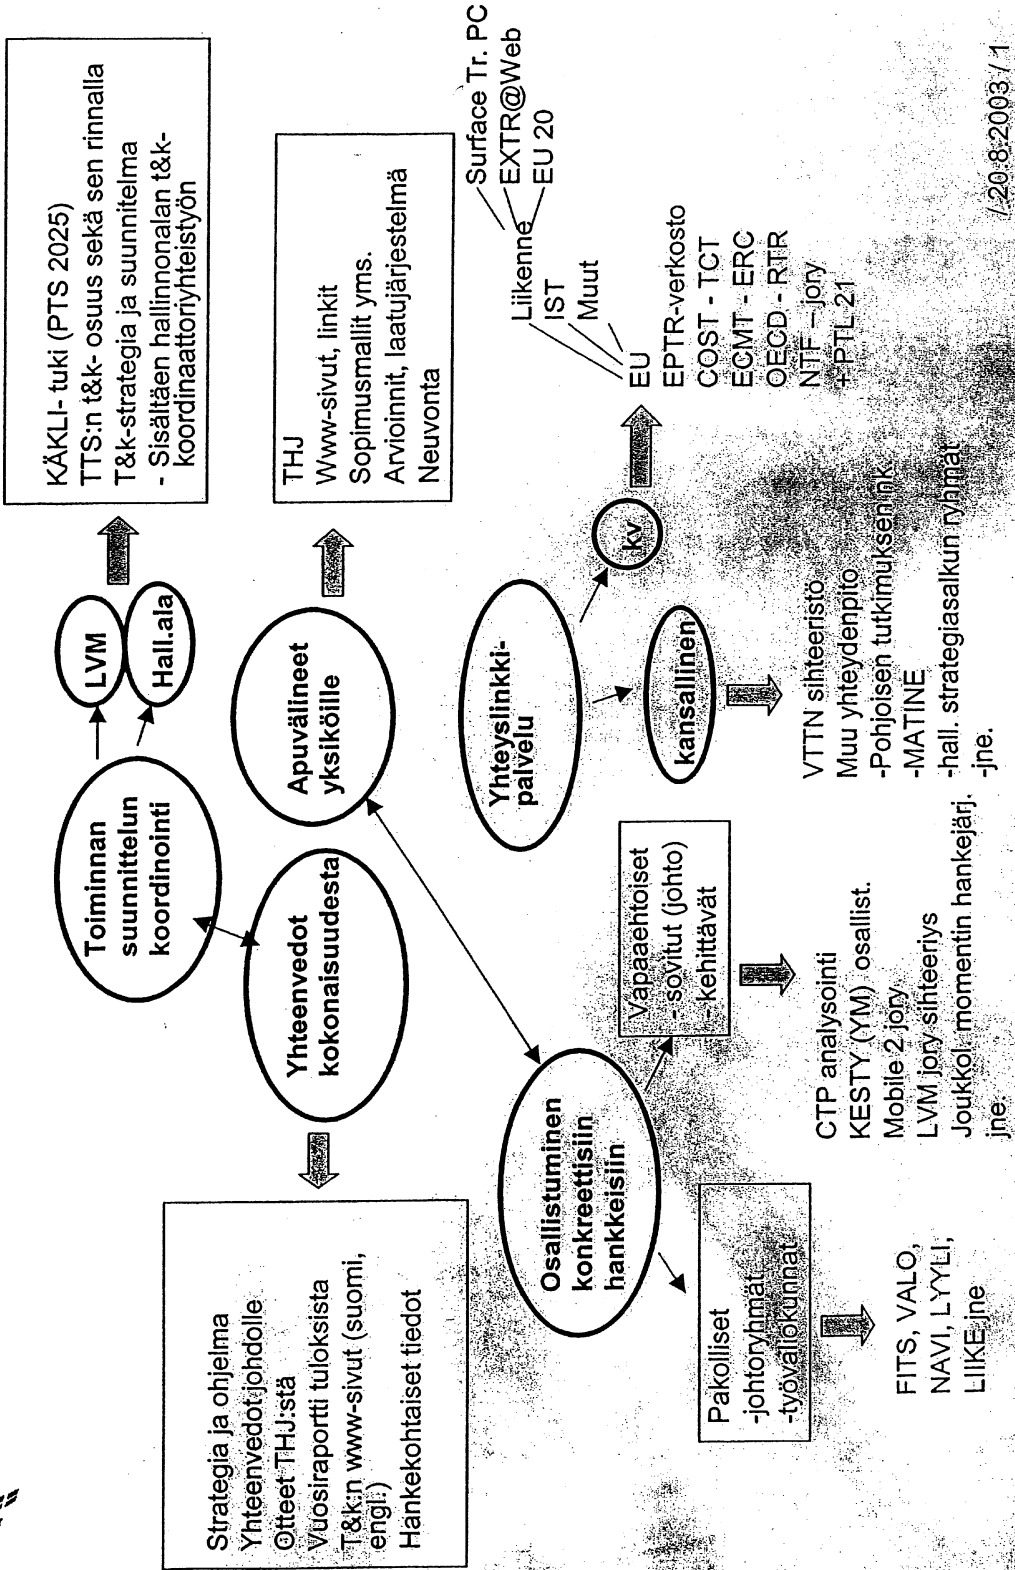 Toiminnan
suunnittelun
koordinointi
LVM
Hall.ala
KÄKLI- tuki (PTS 2025)
TTS:n t&k- osuus sekä sen rinnalla
T&k-strategia ja suunnitelma
- Sisältäen hallinnonalan t&k-
koordinaattoriyhteistyön
Strategia ja ohjelma
Yhteenvedot johdolle
Otteet THJ:stä
Vuosiraportti tuloksista
T&k:n www-sivut (suomi,
engl.)
Hankekohtaiset tiedot
Yhteenvedot
kokonaisuudesta
Apuvälineet
yksiköille
THJ
Www-sivut, linkit
Sopimusmallit yms.
Arvioinnit, laatujärjestelmä
Neuvonta
Osallistuminen
konkreettisiin
hankkeisiin
Pakolliset
-johtoryhmät
-työvaliokunnat
FITS, VALO,
NAVI, LYYLI,
LIIKE jne
Vapaaehtoiset
- sovitut (johto)
- kehittävät
CTP analysointi
KESTY (YM) osallist.
Mobile 2 jory
LVM jory sihteeriys
Joukkol. momentin hankejärj.
jne.
Yhteyslinkki-
palvelu
kansallinen
VTTN sihteeristö
Muu yhteydenpito
-Pohjoisen tutkimuksenlink
-MATINE
-hall. strategiasalkun ryhmät
-jne.
kv
EU
EPTR-verkosto
COST - TCT
ECMT - ERC
OECD - RTR
NTF – jory
+ PTL 21
Liikenne
IST
Muut
Surface Tr. PC
EXTR@Web
EU 20
/ 20.8.2003 / 1